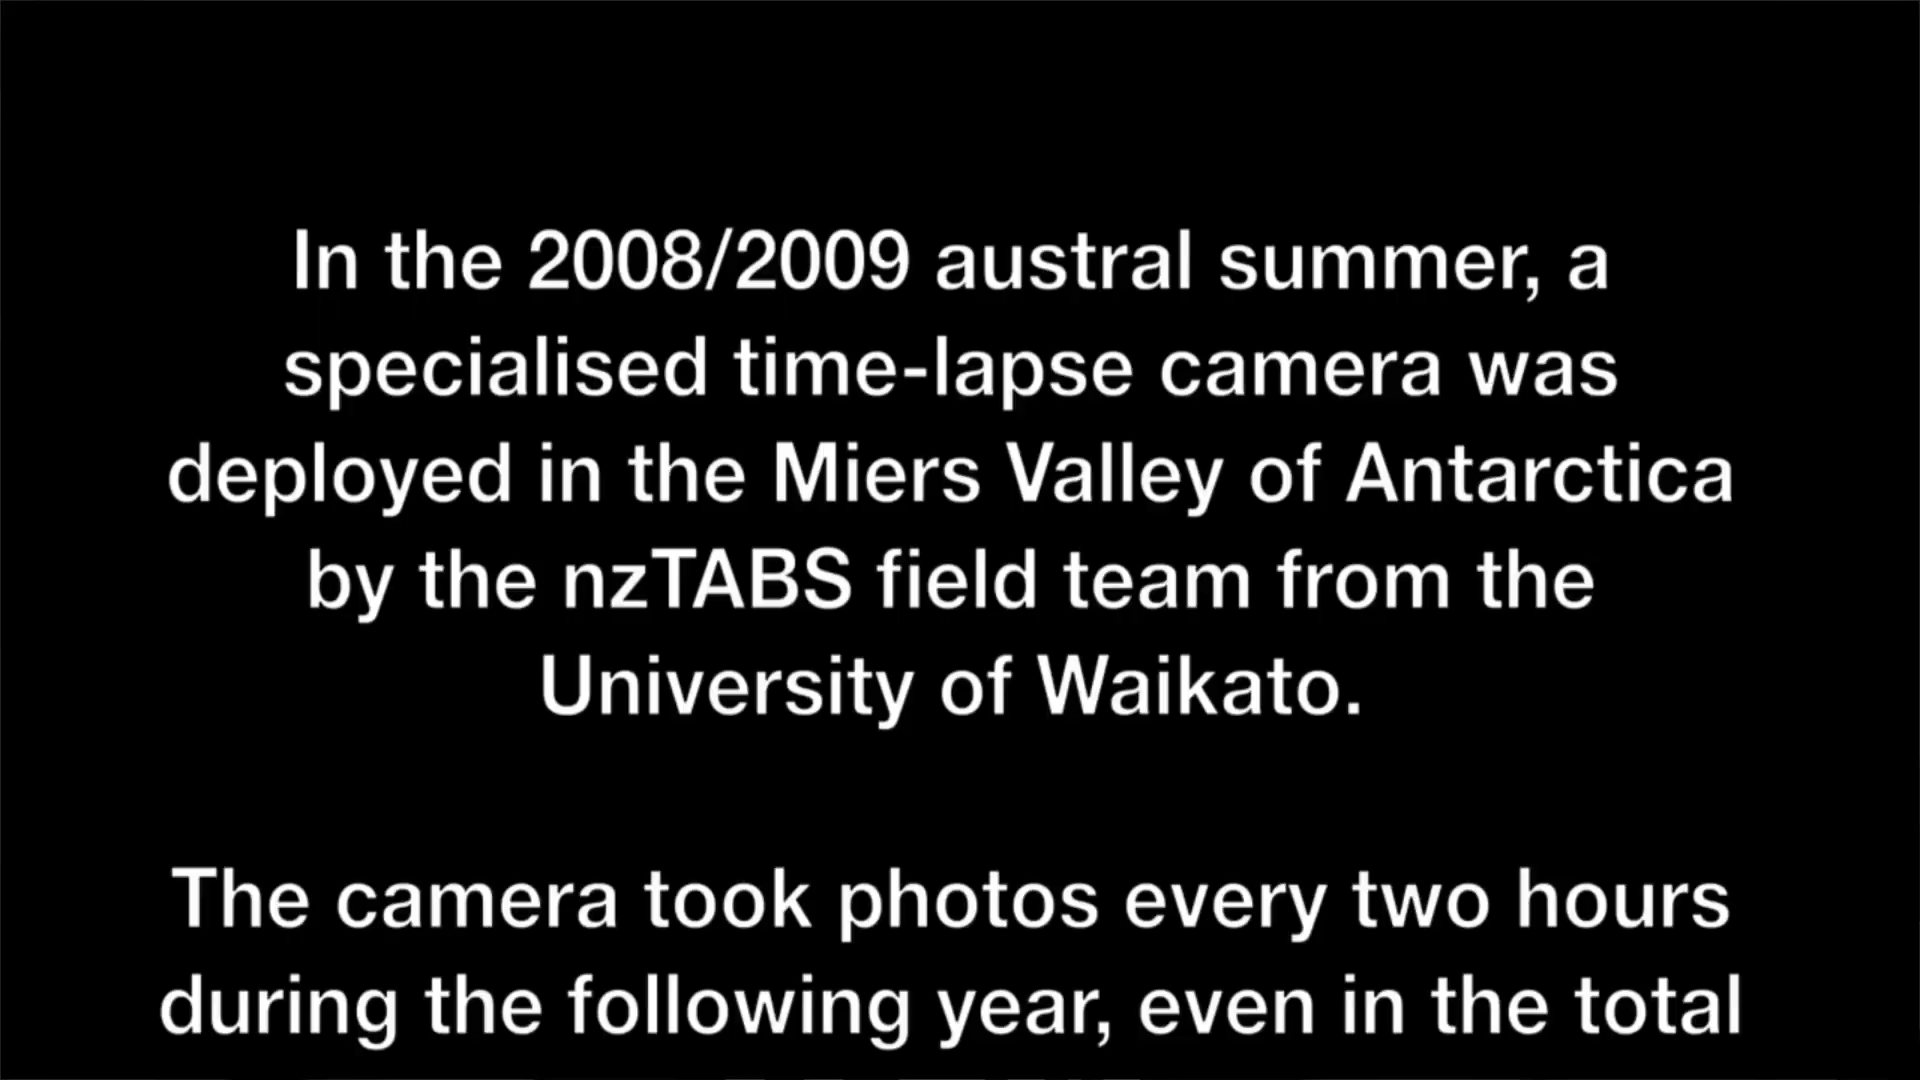 In the 2008/2009 austral summer, a
specialised time-lapse camera was
deployed in the Miers Valley of Antarctica
by the nzTABS field team from the
University of Waikato.
The camera took photos every two hours
during the following year, even in the total